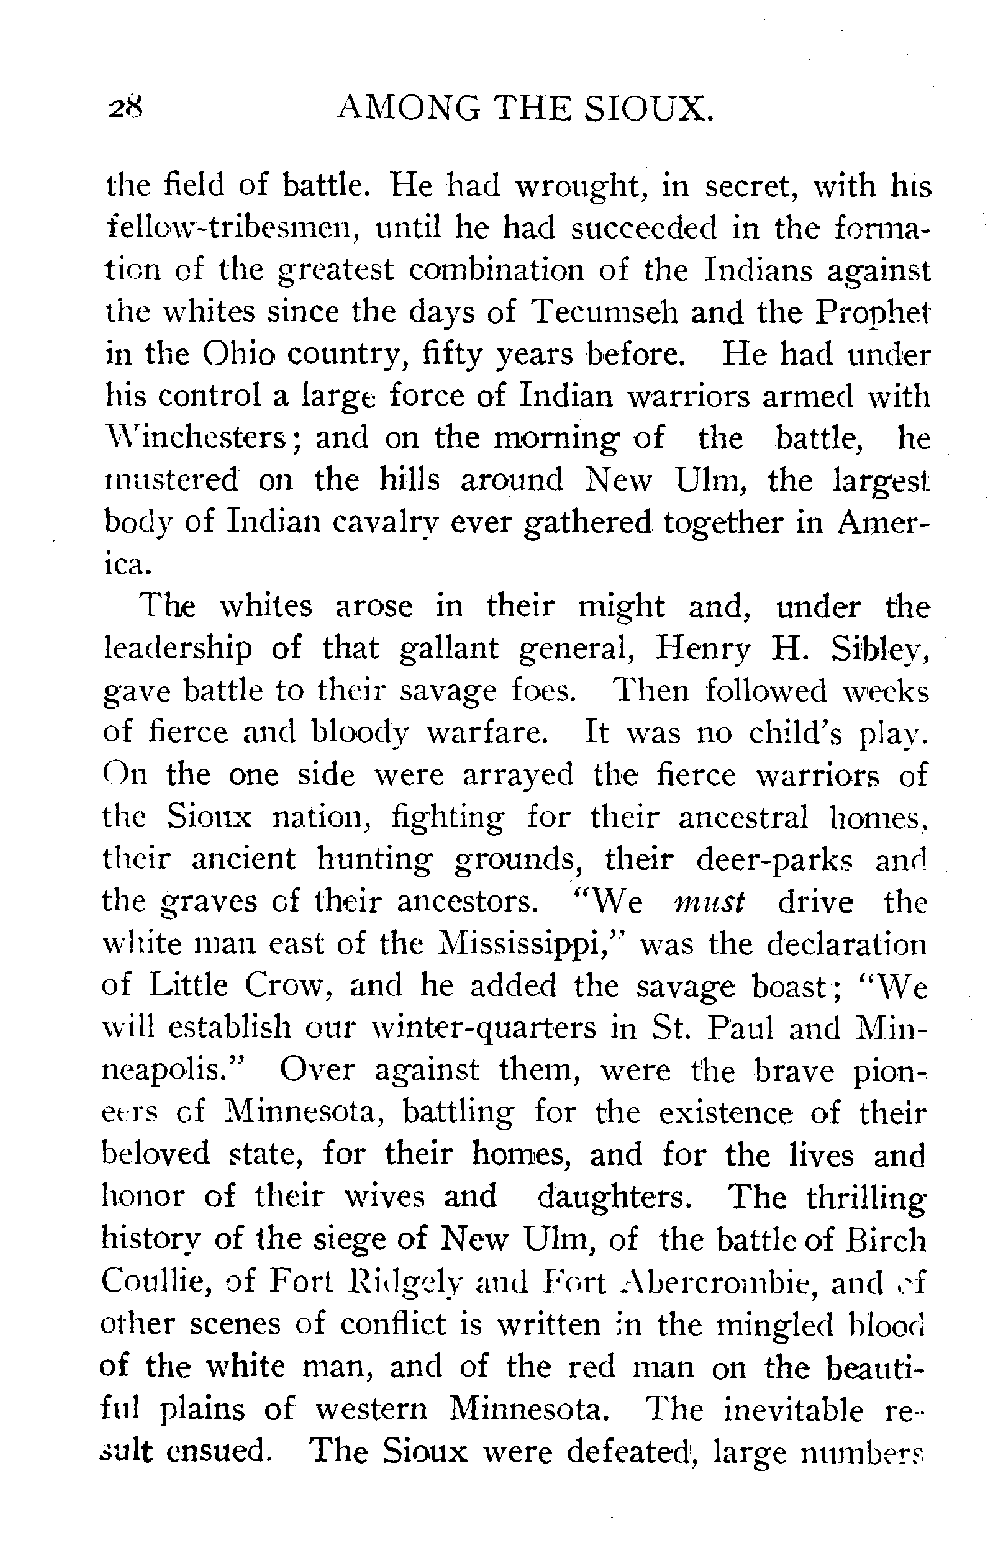 28 AMONG THE SIOUX.
the field of battle. He had wrought, in secret, with his
fellow-tribesmen, until he had succeeded in the forma-
tion of the greatest combination of the Indians against
the whites since the days of Tecumseh and the Prophet
in the Ohio country, fifty years before. He had under
his control a large force of Indian warriors armed with
Winchesters; and on the morning of the battle, he
mustered on the hills around New Ulm, the largest
body of Indian cavalry ever gathered together in Amer-
ica.
The whites arose in their might and, under the
leadership of that gallant general, Henry H. Sibley,
gave battle to their savage foes. Then followed weeks
of fierce and bloody warfare. It was no child's play.
On the one side were arrayed the fierce warriors of
the Sioux nation, fighting for their ancestral homes,
their ancient hunting grounds, their deer-parks and
the graves of their ancestors. "We must drive the
white man east of the Mississippi," was the declaration
of Little Crow, and he added the savage boast; "We
will establish our winter-quarters in St. Paul and Min-
neapolis." Over against them, were the brave pion-
eers of Minnesota, battling for the existence of their
beloved state, for their homes, and for the lives and
honor of their wives and daughters. The thrilling
history of the siege of New Ulm, of the battle of Birch
Coullie, of Fort Ridgely and Fort Abercrombie, and of
other scenes of conflict is written in the mingled blood
of the white man, and of the red man on the beauti-
ful plains of western Minnesota. The inevitable re-
sult ensued. The Sioux were defeated, large numbers